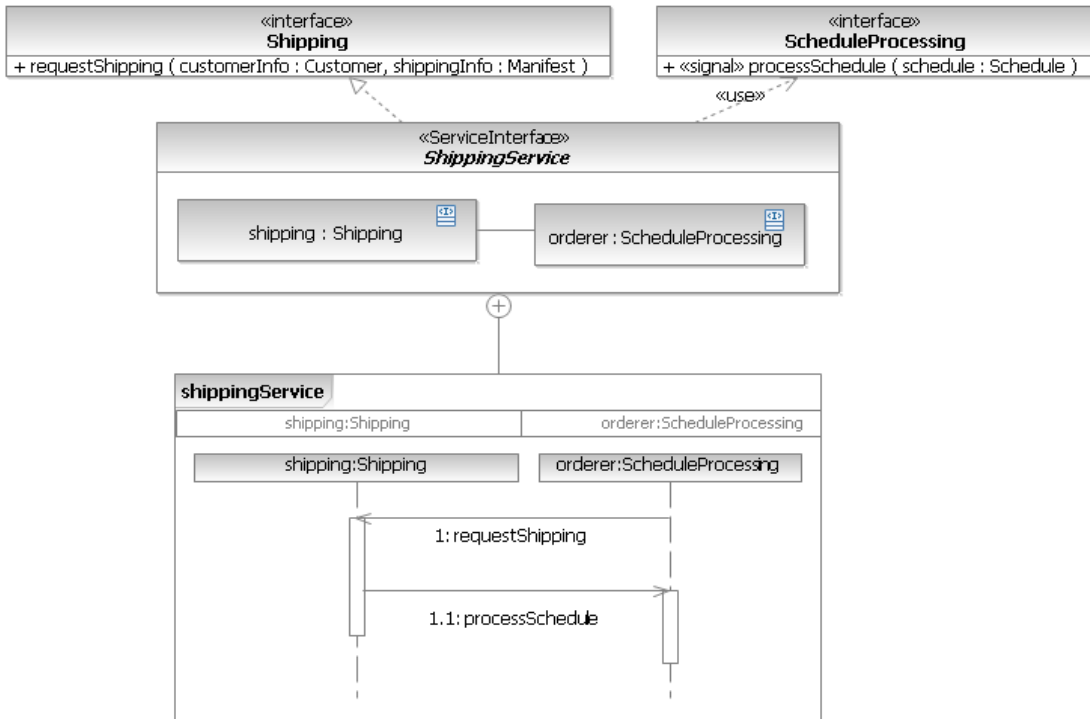 «interface»
Shipping
+ requestShipping ( customerInfo : Customer, shippingInfo : Manifest )
«interface»
ScheduleProcessing
+ «signal» processSchedule ( schedule : Schedule )
«use»
«ServiceInterface»
ShippingService
shipping : Shipping
orderer : ScheduleProcessing
shippingService
shipping:Shipping
orderer:ScheduleProcessing
shipping:Shipping
orderer:ScheduleProcessing
1: requestShipping
1.1: processSchedule